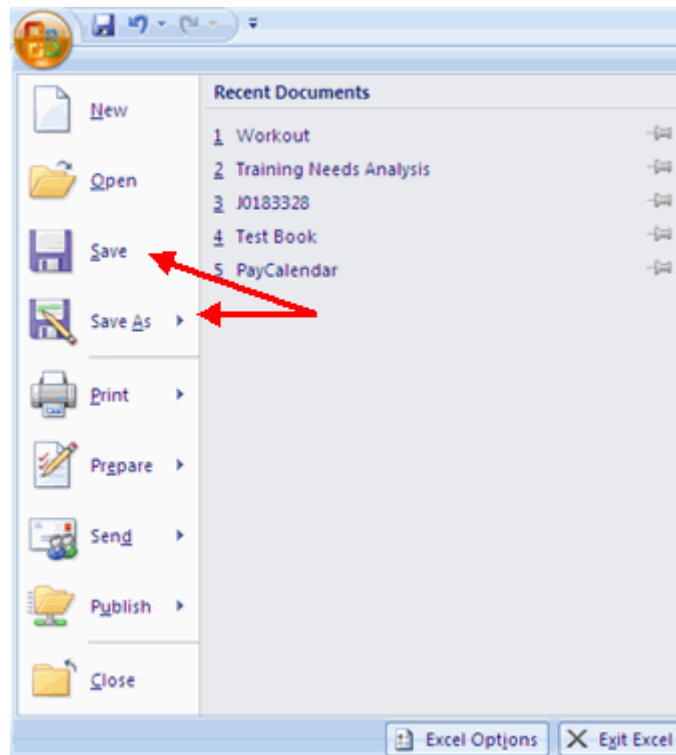 New
Open
Save
Save As
Print
Prepare
Send
Publish
Close
Recent Documents
1 Workout
2 Training Needs Analysis
3 J0183328
4 Test Book
5 PayCalendar
Excel Options
Exit Excel